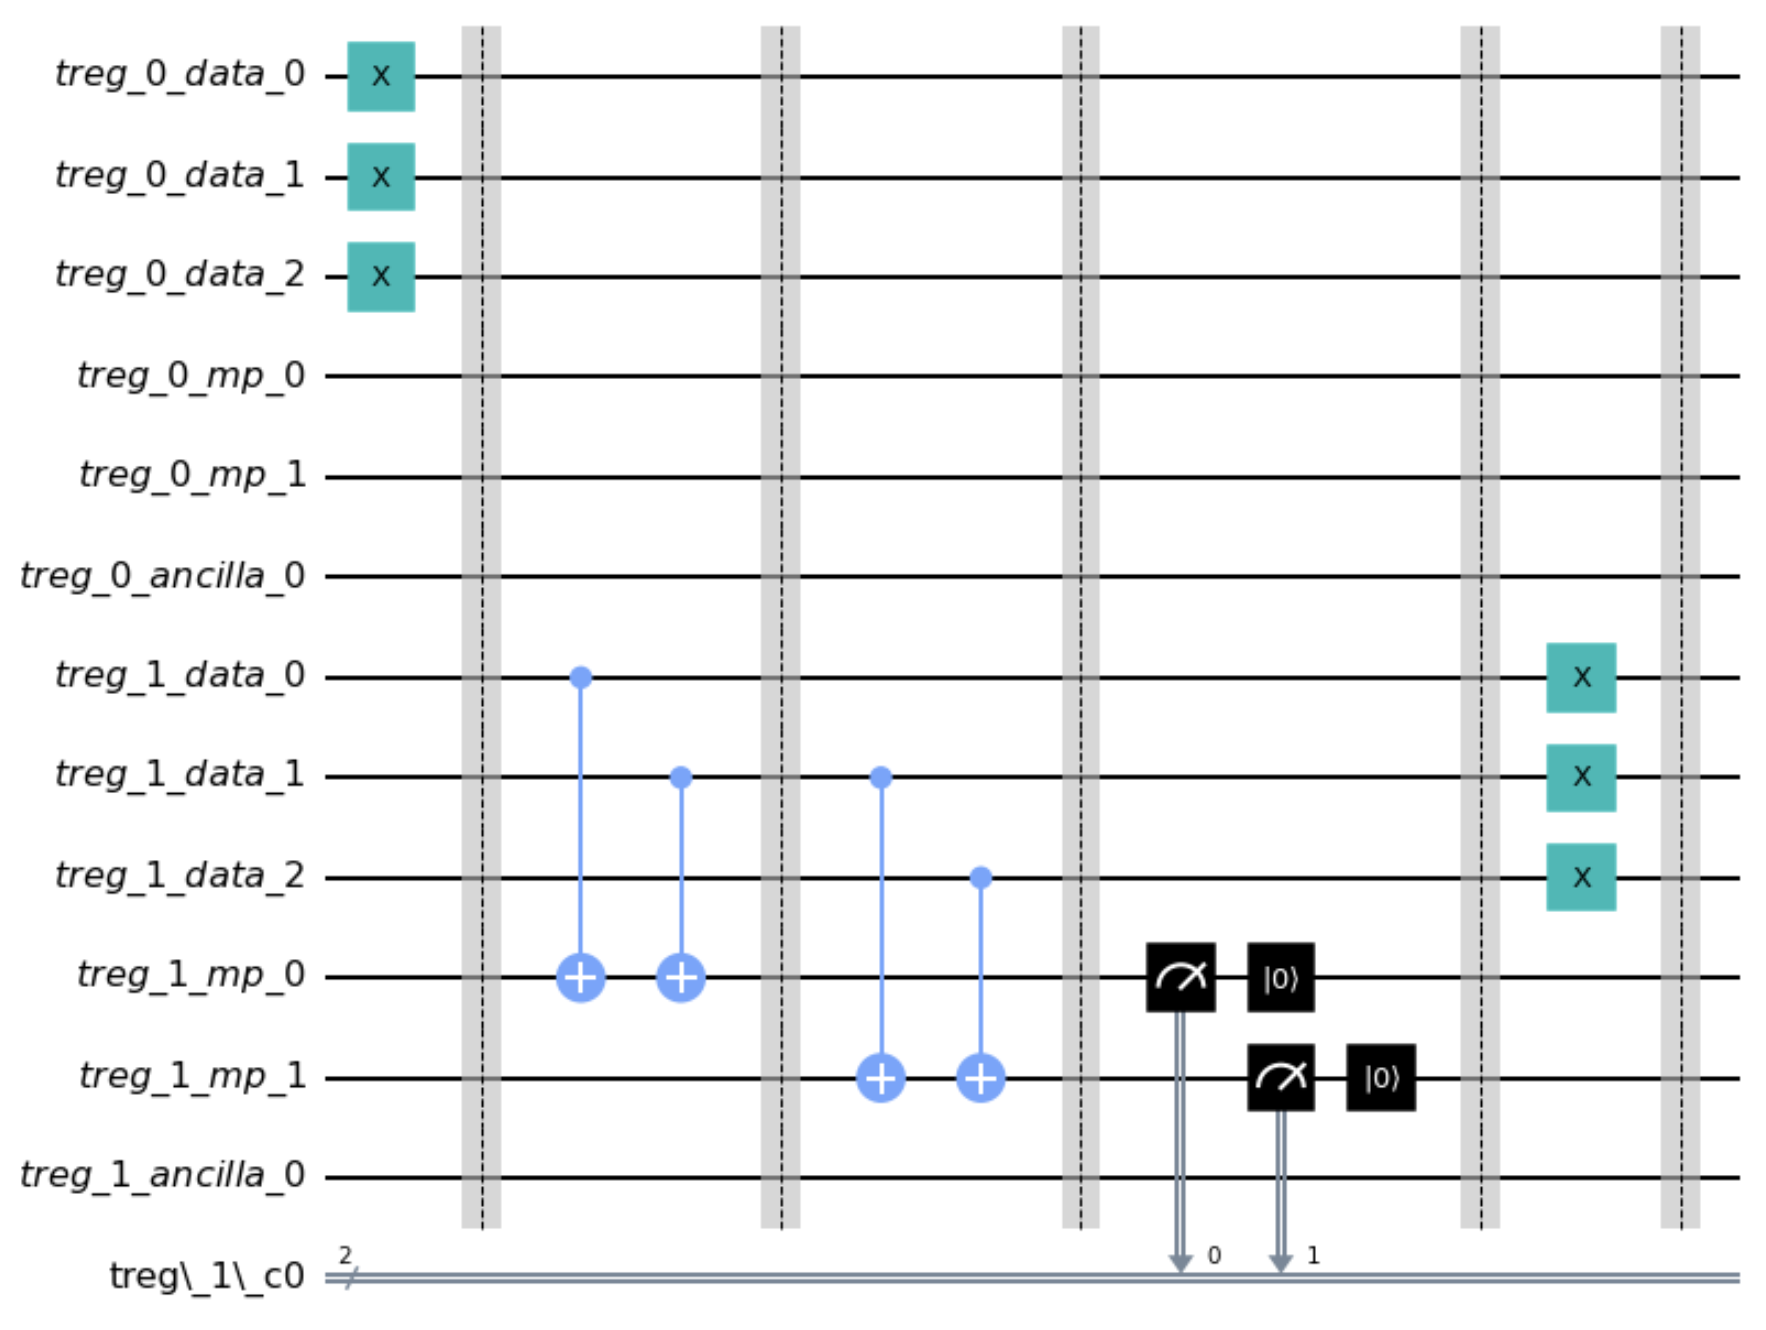 treg_0_data_0 X
treg_0_data_1 X
treg_0_data_2 X
treg_0_mp_0
treg_0_mp_1
treg_0_ancilla_0
treg_1_data_0 X
treg_1_data_1 X
treg_1_data_2 X
treg_1_mp_0 |0⟩
treg_1_mp_1 |0⟩
treg_1_ancilla_0
2 0 1
treg\_1\_c0